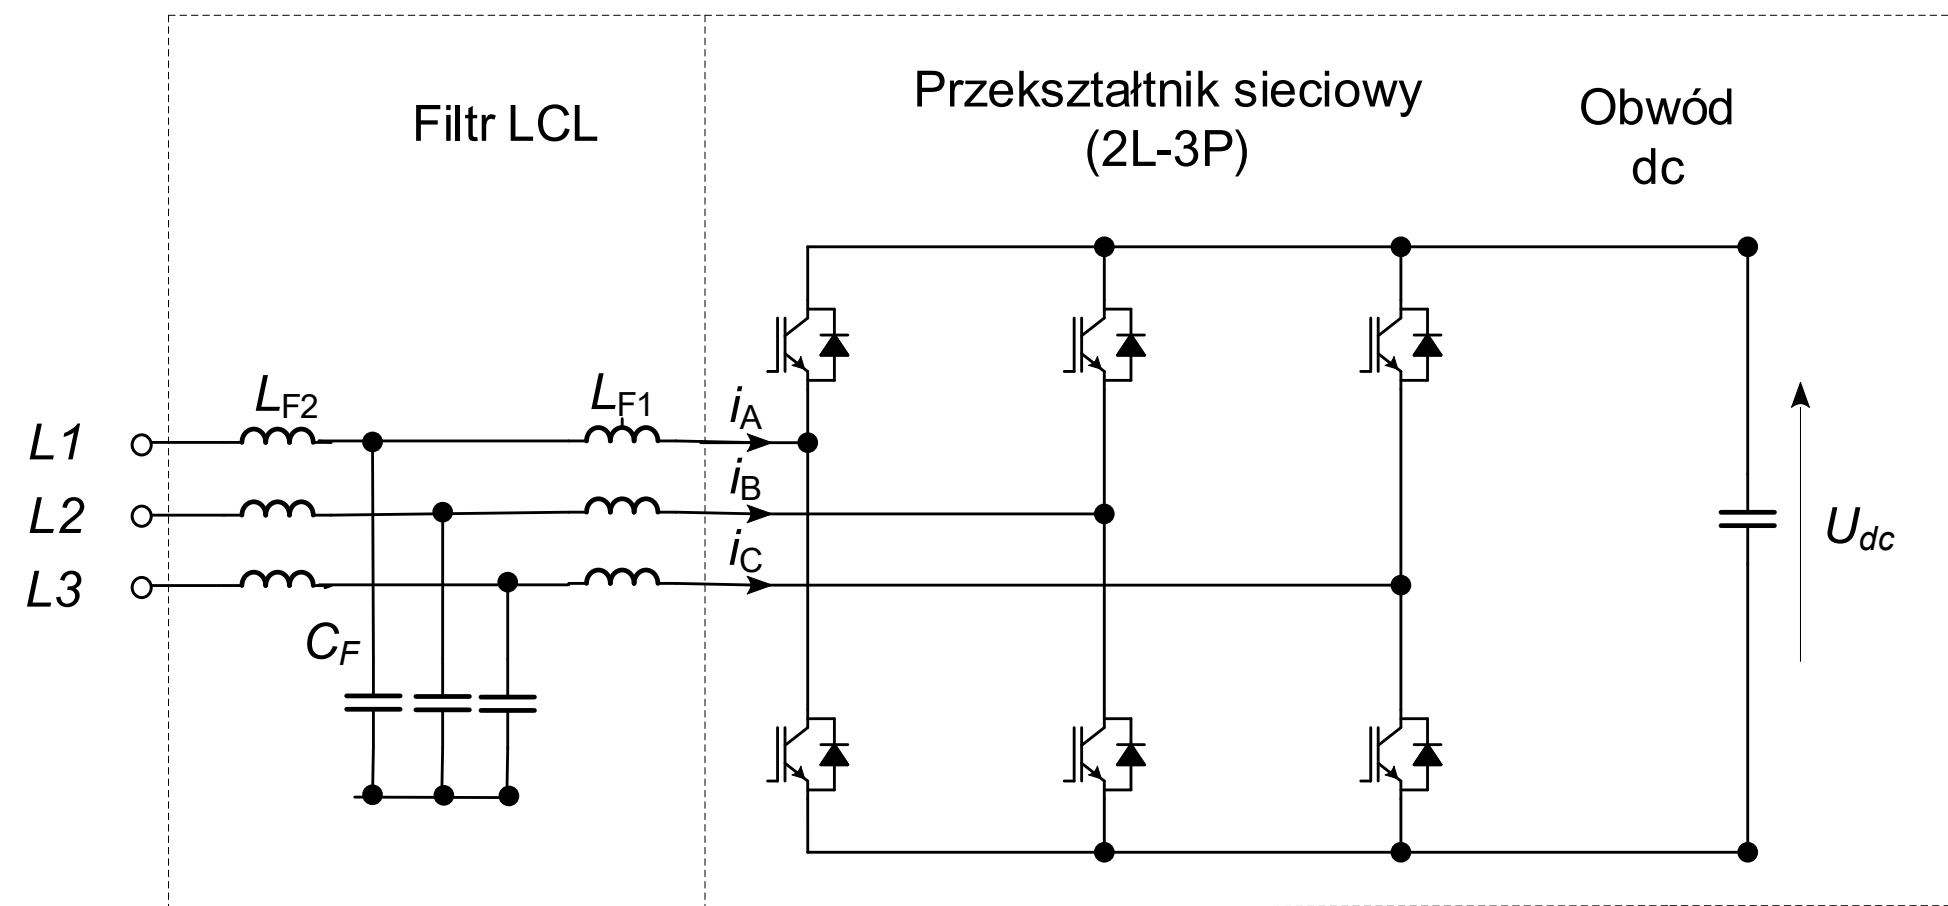 Filtr LCL
Przekształtnik sieciowy
(2L-3P)
Obwód
dc
L1
L2
L3
LF2
LF1
iA
iB
iC
CF
Udc